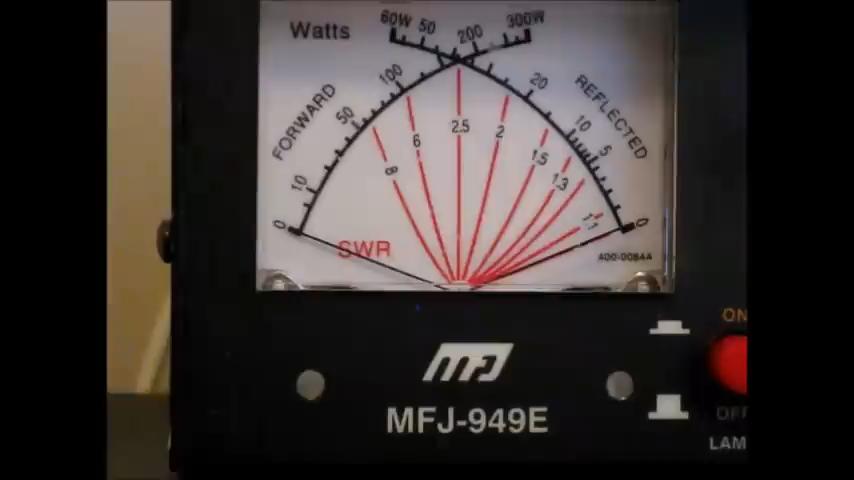 Watts
60W 50 200 300W
100 20
FORWARD REFLECTED
50 10
5
10
0 0
8 6 2.5 2 1.5 1.3 1.1
SWR
400-0084A
MFJ
MFJ-949E
ON
OFF
LAM